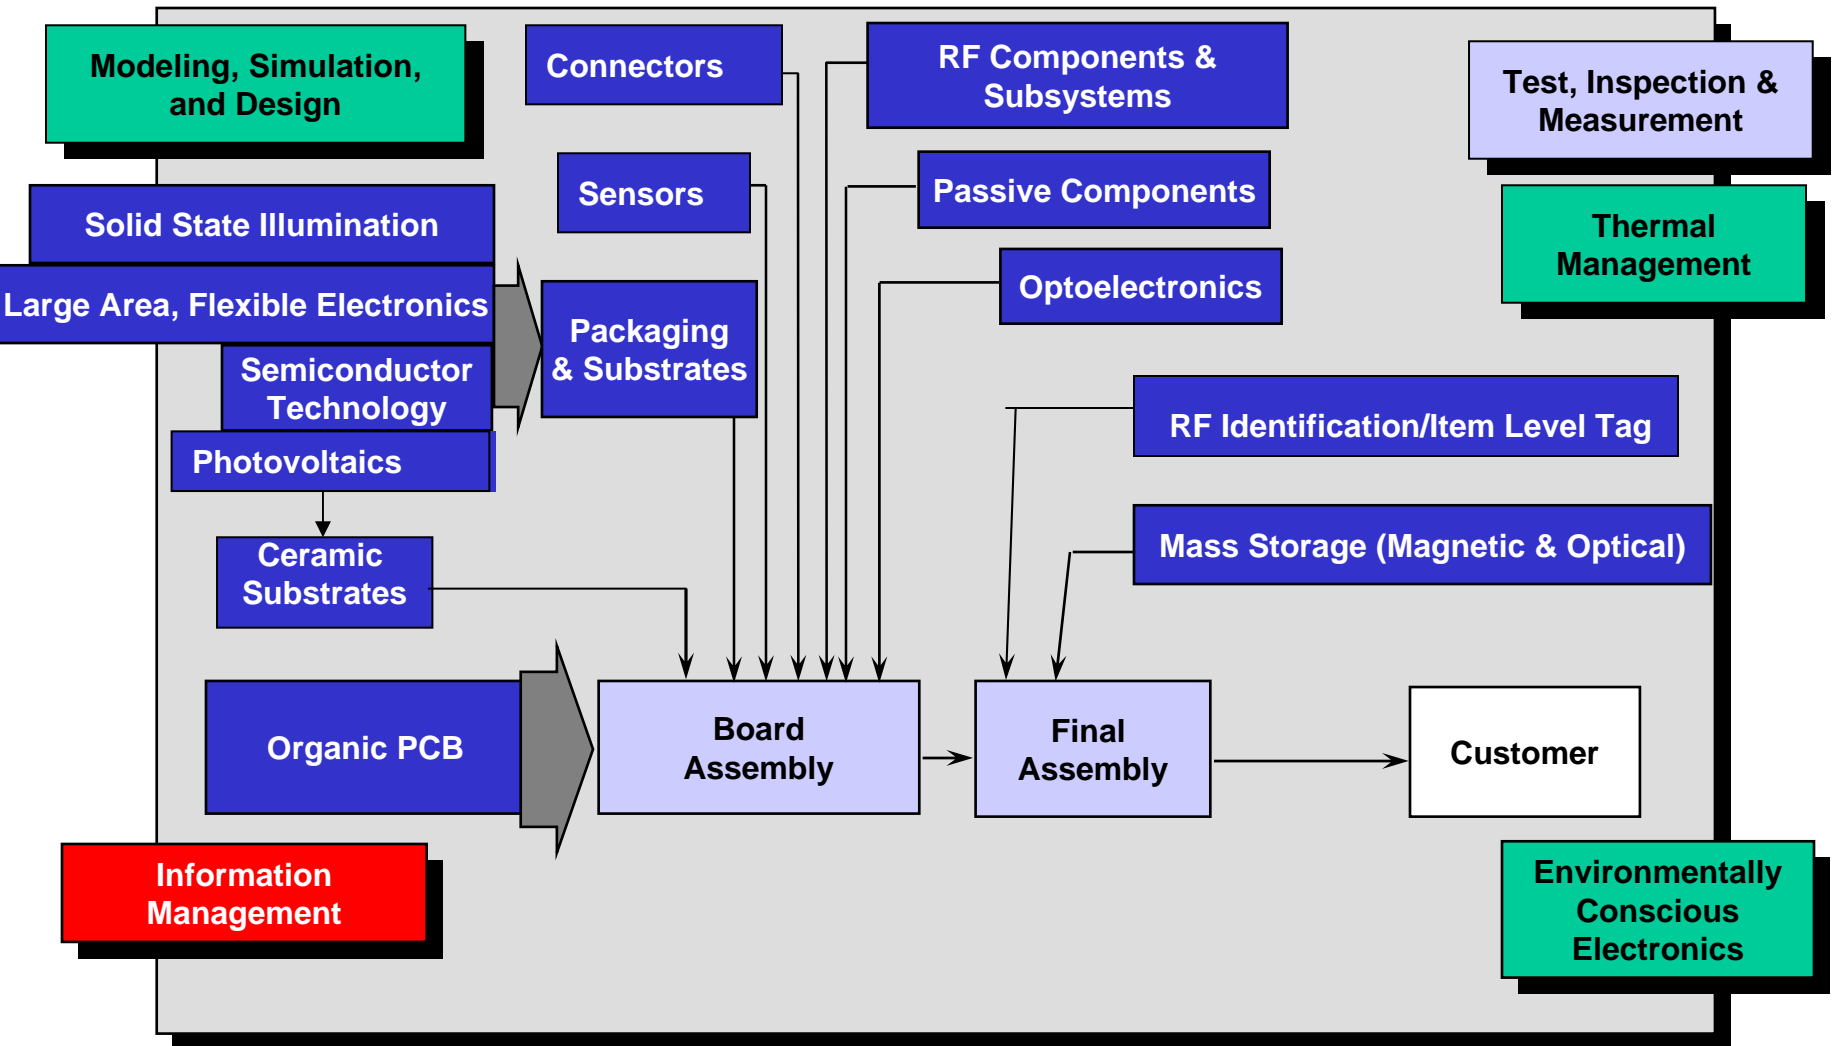 Modeling, Simulation,
and Design
Connectors
RF Components &
Subsystems
Test, Inspection &
Measurement
Sensors
Passive Components
Solid State Illumination
Thermal
Management
Large Area, Flexible Electronics
Optoelectronics
Packaging
& Substrates
Semiconductor
Technology
RF Identification/Item Level Tag
Photovoltaics
Mass Storage (Magnetic & Optical)
Ceramic
Substrates
Organic PCB
Board
Assembly
Final
Assembly
Customer
Information
Management
Environmentally
Conscious
Electronics